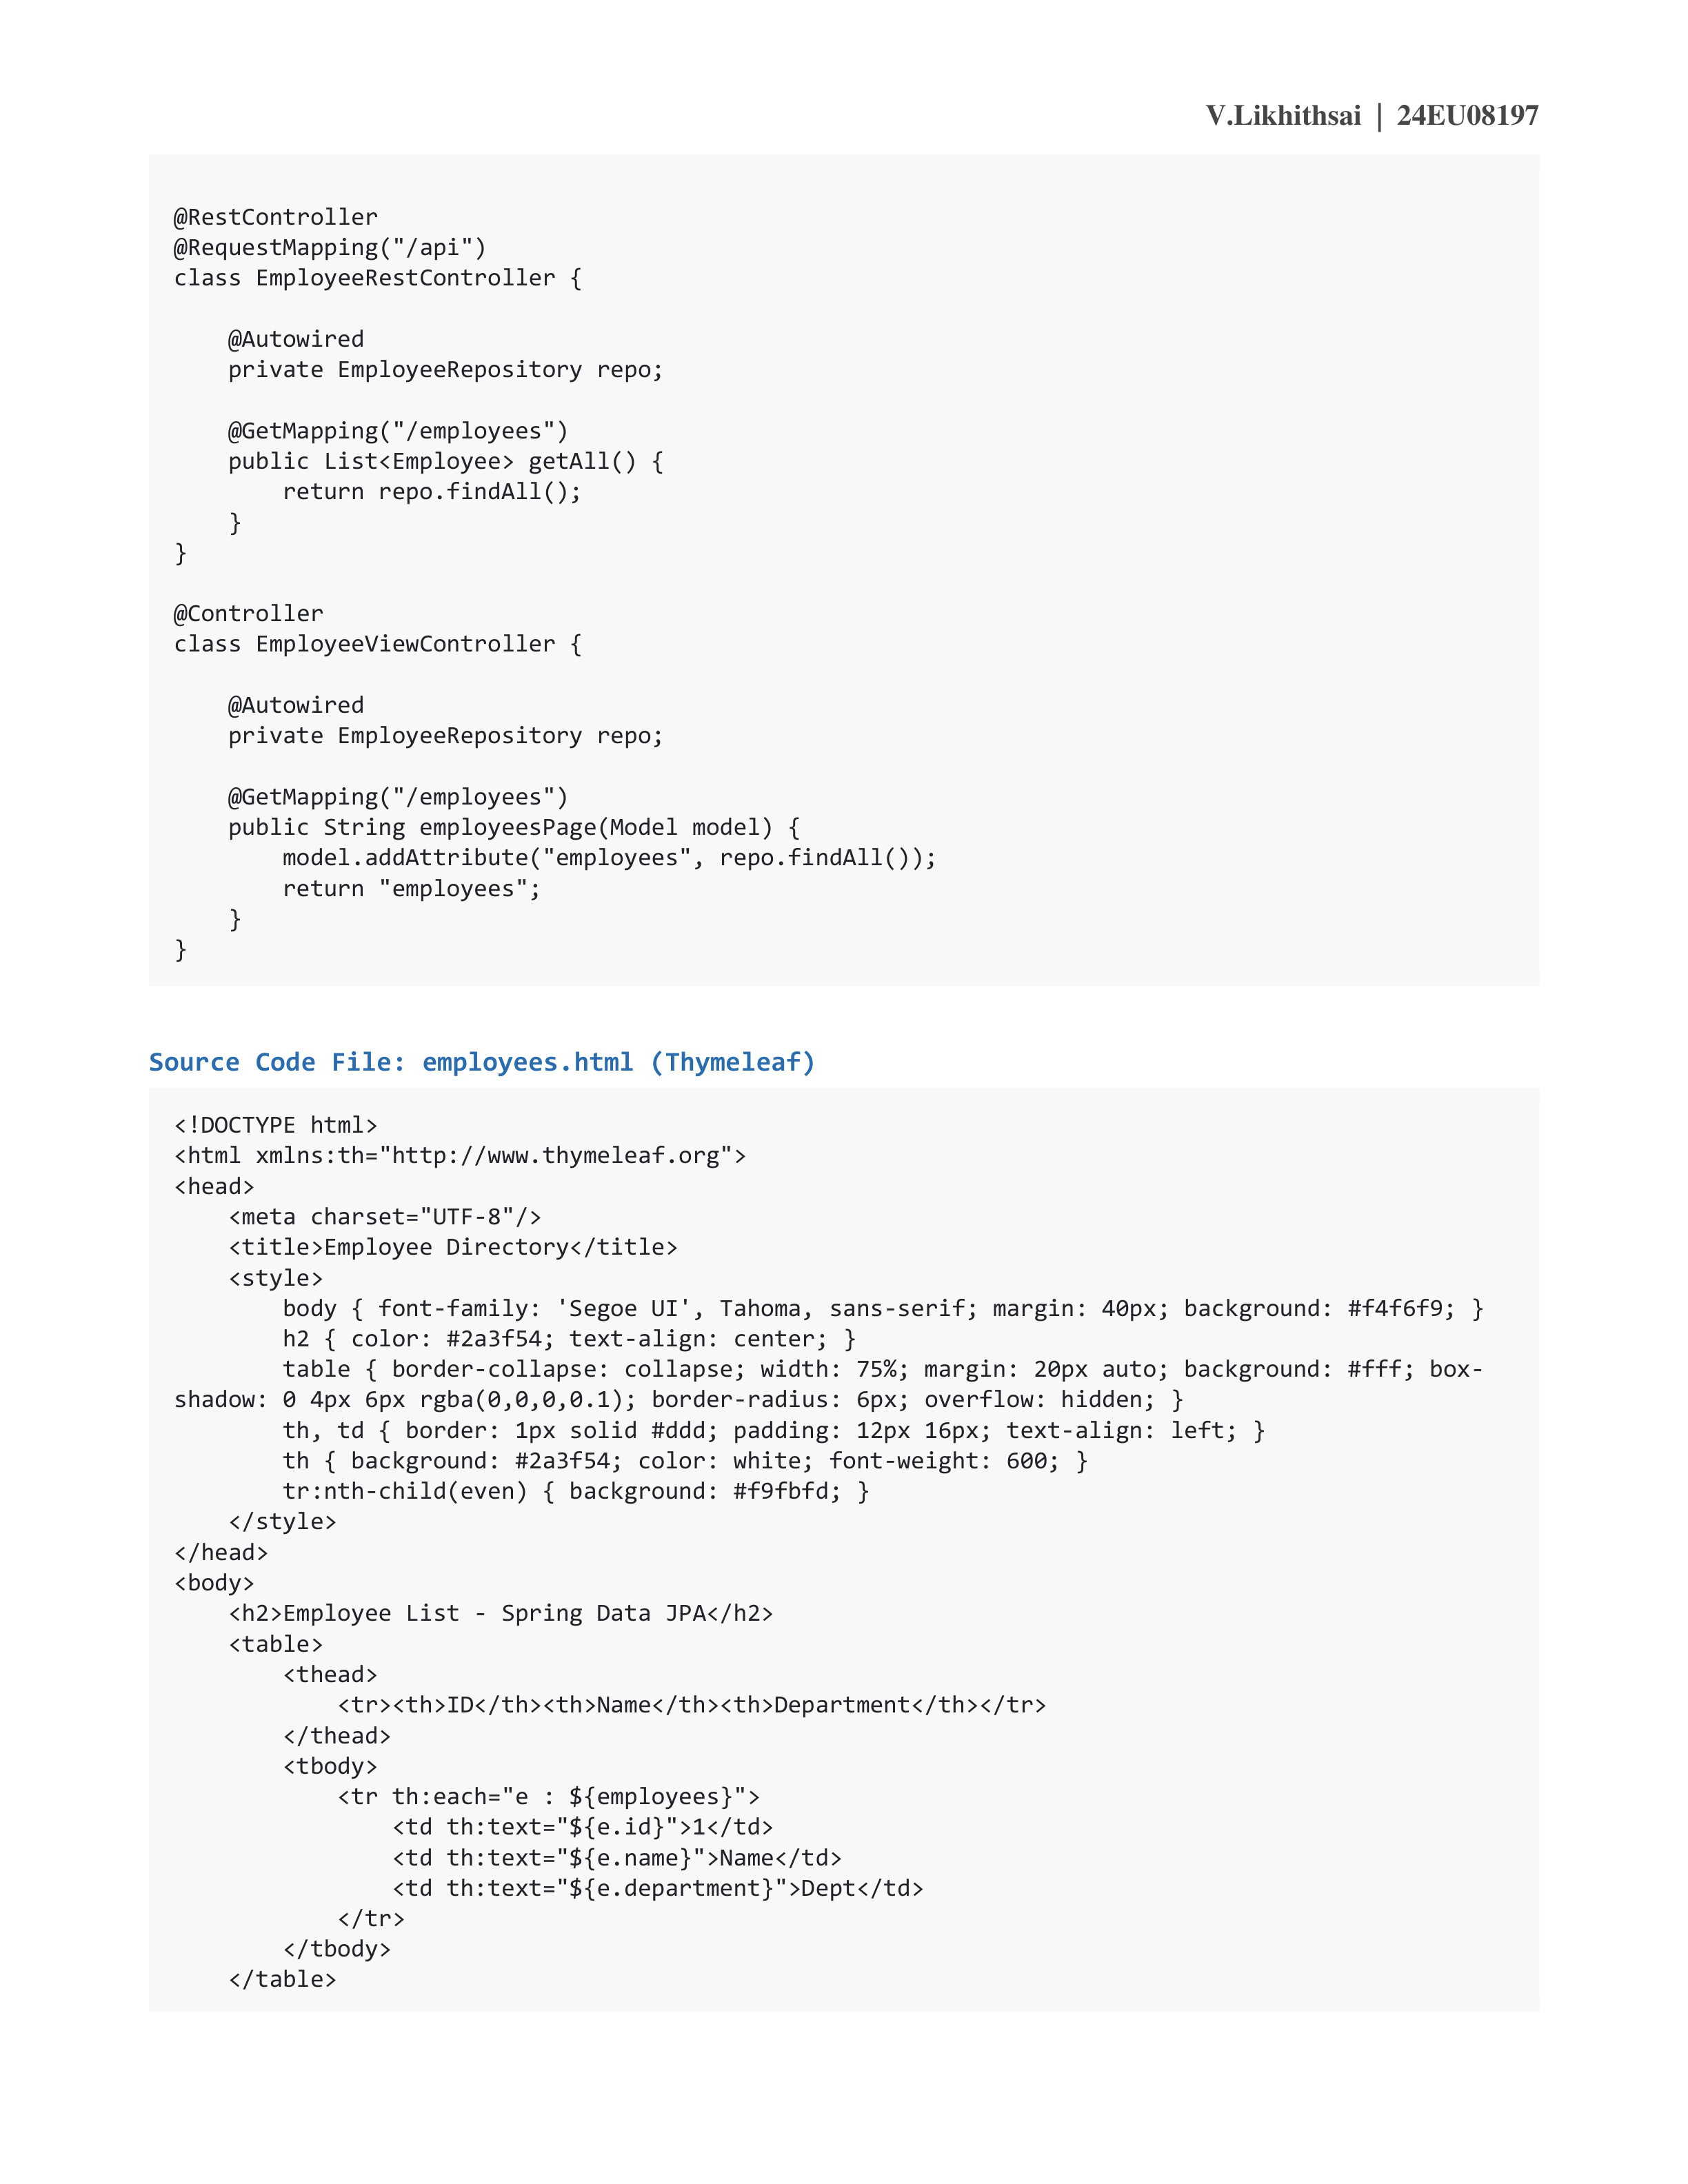 V.Likhithsai | 24EU08197
@RestController
@RequestMapping("/api")
class EmployeeRestController {
    @Autowired
    private EmployeeRepository repo;
    @GetMapping("/employees")
    public List<Employee> getAll() {
        return repo.findAll();
    }
}
@Controller
class EmployeeViewController {
    @Autowired
    private EmployeeRepository repo;
    @GetMapping("/employees")
    public String employeesPage(Model model) {
        model.addAttribute("employees", repo.findAll());
        return "employees";
    }
}
Source Code File: employees.html (Thymeleaf)
<!DOCTYPE html>
<html xmlns:th="http://www.thymeleaf.org">
<head>
    <meta charset="UTF-8"/>
    <title>Employee Directory</title>
    <style>
        body { font-family: 'Segoe UI', Tahoma, sans-serif; margin: 40px; background: #f4f6f9; }
        h2 { color: #2a3f54; text-align: center; }
        table { border-collapse: collapse; width: 75%; margin: 20px auto; background: #fff; box-
shadow: 0 4px 6px rgba(0,0,0,0.1); border-radius: 6px; overflow: hidden; }
        th, td { border: 1px solid #ddd; padding: 12px 16px; text-align: left; }
        th { background: #2a3f54; color: white; font-weight: 600; }
        tr:nth-child(even) { background: #f9fbfd; }
    </style>
</head>
<body>
    <h2>Employee List - Spring Data JPA</h2>
    <table>
        <thead>
            <tr><th>ID</th><th>Name</th><th>Department</th></tr>
        </thead>
        <tbody>
            <tr th:each="e : ${employees}">
                <td th:text="${e.id}">1</td>
                <td th:text="${e.name}">Name</td>
                <td th:text="${e.department}">Dept</td>
            </tr>
        </tbody>
    </table>